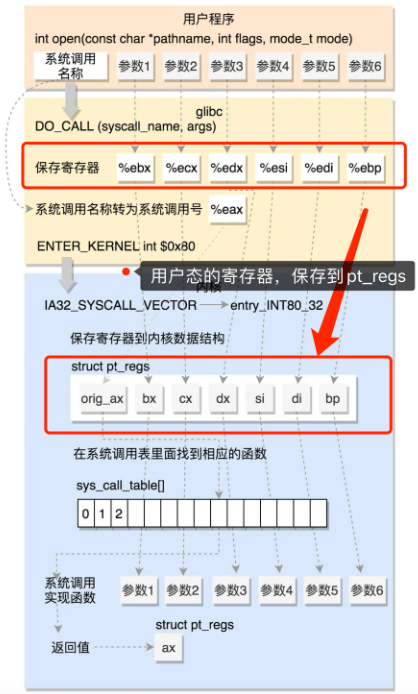 用户程序
int open(const char *pathname, int flags, mode_t mode)
系统调用
名称
参数1 参数2 参数3 参数4 参数5 参数6
glibc
DO_CALL (syscall_name, args)
保存寄存器 %ebx %ecx %edx %esi %edi %ebp
系统调用名称转为系统调用号 %eax
ENTER_KERNEL int $0x80
用户态的寄存器，保存到pt_regs
内核
IA32_SYSCALL_VECTOR entry_INT80_32
保存寄存器到内核数据结构
struct pt_regs
orig_ax bx cx dx si di bp
在系统调用表里面找到相应的函数
sys_call_table[]
0 1 2
系统调用
实现函数
参数1 参数2 参数3 参数4 参数5 参数6
struct pt_regs
返回值 ax